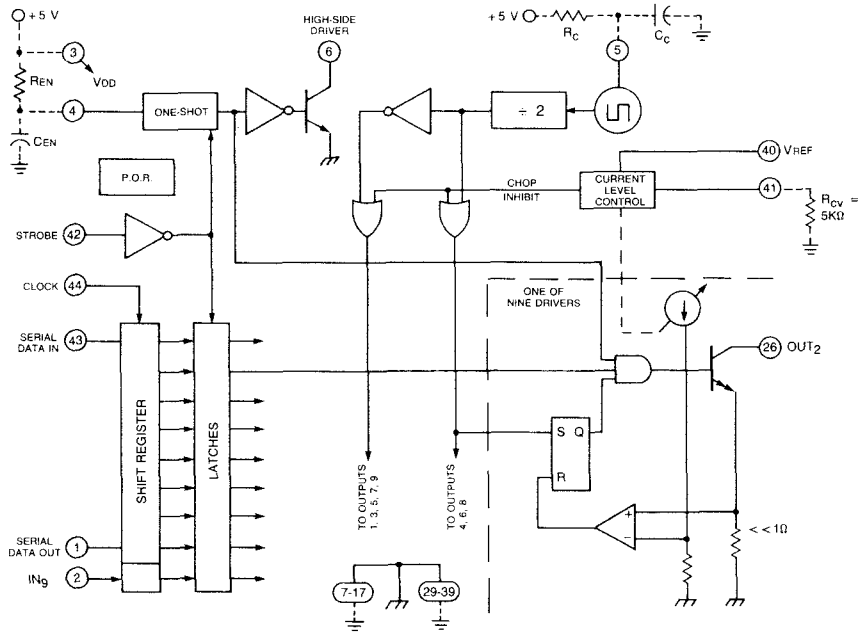 +5 V
3
VOD
REN
4
CEN
ONE-SHOT
HIGH-SIDE
DRIVER
6
+5 V
RC
CC
5
÷ 2
P.O.R.
STROBE
42
CLOCK
44
SERIAL
DATA IN
43
SHIFT REGISTER
LATCHES
SERIAL
DATA OUT
1
IN9
2
CHOP
INHIBIT
CURRENT
LEVEL
CONTROL
40
VREF
41
RCV =
5KΩ
ONE OF
NINE DRIVERS
26
OUT2
S Q
R
+
−
<<1Ω
TO OUTPUTS
1, 3, 5, 7, 9
TO OUTPUTS
4, 6, 8
7-17
29-39